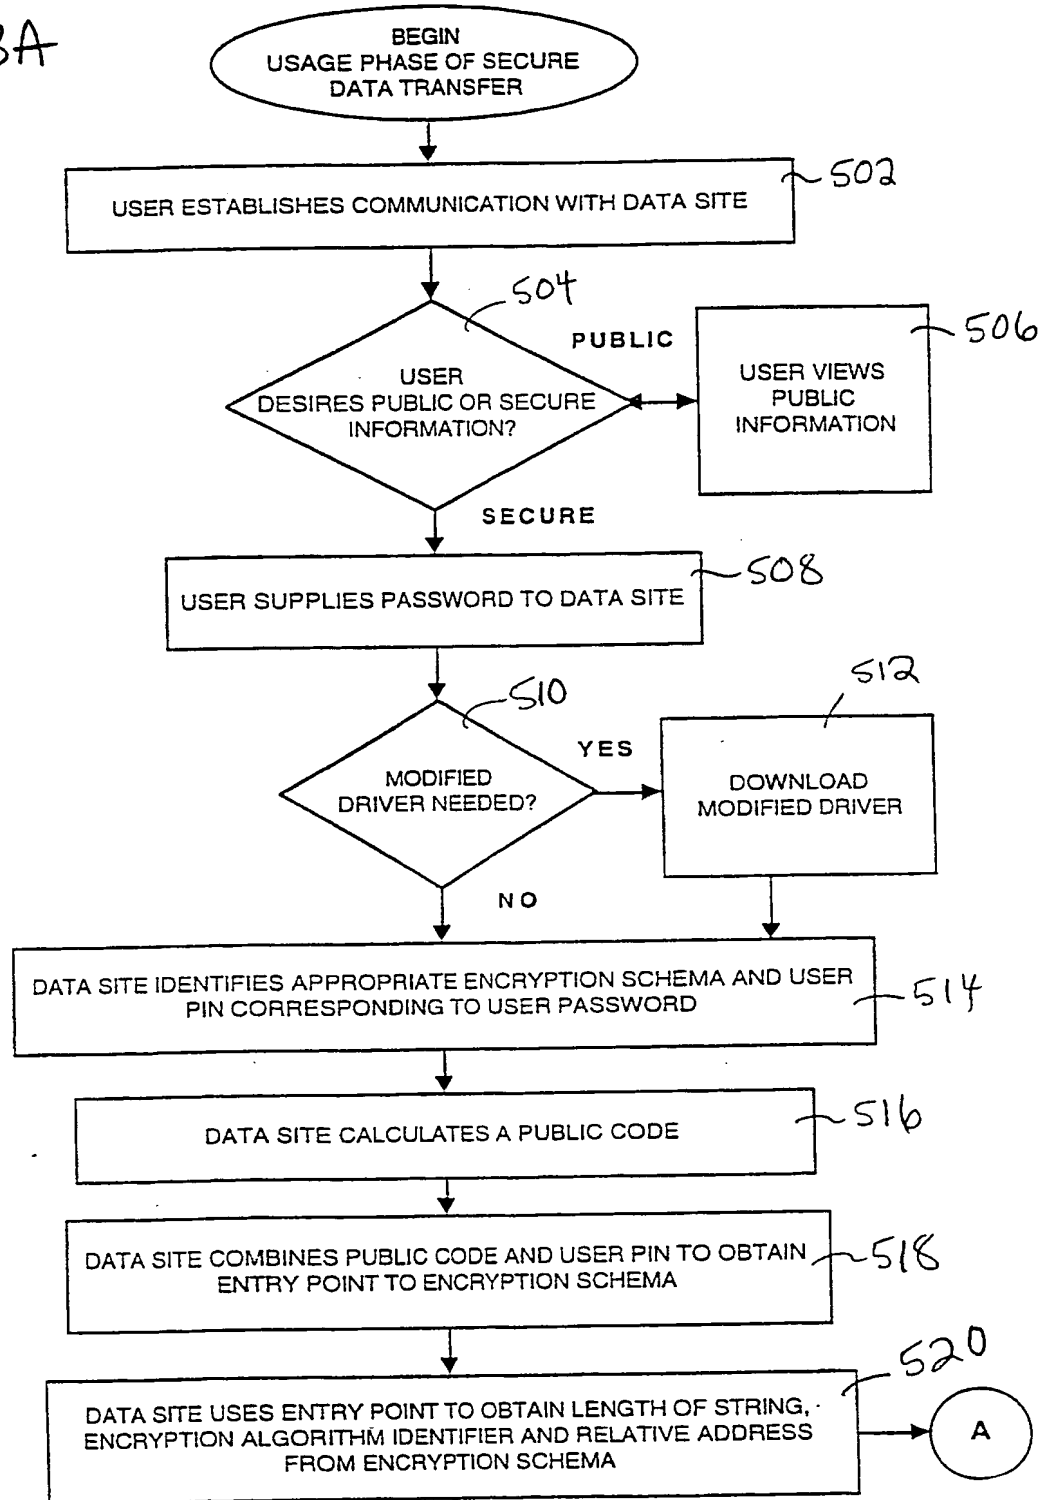 3A
BEGIN
USAGE PHASE OF SECURE
DATA TRANSFER
USER ESTABLISHES COMMUNICATION WITH DATA SITE
502
504
PUBLIC
USER
DESIRES PUBLIC OR SECURE
INFORMATION?
506
USER VIEWS
PUBLIC
INFORMATION
SECURE
USER SUPPLIES PASSWORD TO DATA SITE
508
510
512
YES
MODIFIED
DRIVER NEEDED?
DOWNLOAD
MODIFIED DRIVER
NO
DATA SITE IDENTIFIES APPROPRIATE ENCRYPTION SCHEMA AND USER
PIN CORRESPONDING TO USER PASSWORD
514
DATA SITE CALCULATES A PUBLIC CODE
516
DATA SITE COMBINES PUBLIC CODE AND USER PIN TO OBTAIN
ENTRY POINT TO ENCRYPTION SCHEMA
518
520
DATA SITE USES ENTRY POINT TO OBTAIN LENGTH OF STRING,
ENCRYPTION ALGORITHM IDENTIFIER AND RELATIVE ADDRESS
FROM ENCRYPTION SCHEMA
A